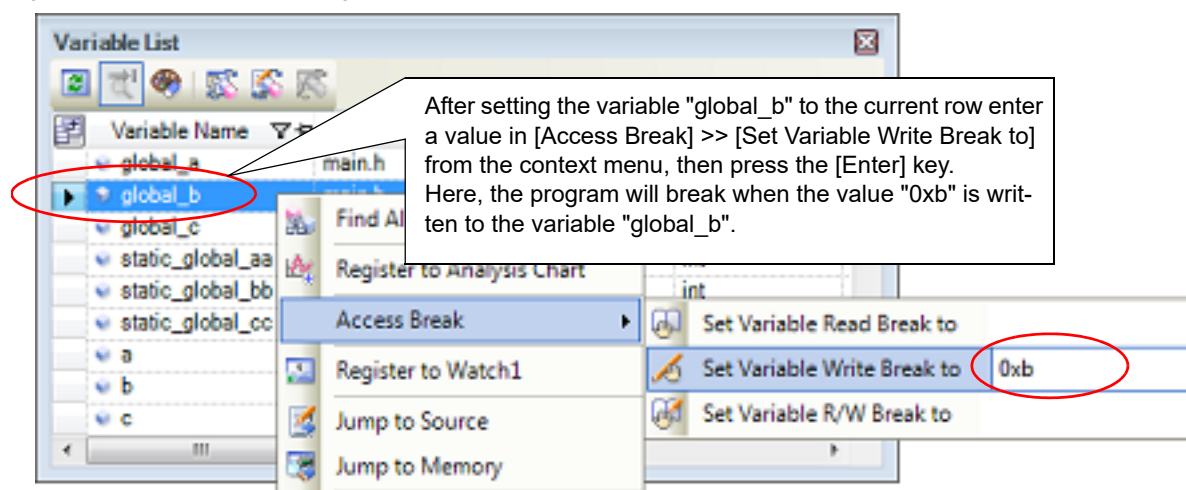 Variable List
After setting the variable "global_b" to the current row enter
a value in [Access Break] >> [Set Variable Write Break to]
from the context menu, then press the [Enter] key.
Here, the program will break when the value "0xb" is writ-
ten to the variable "global_b".
Variable Name
global_a main.h
global_b
global_c
static_global_aa
static_global_bb int
static_global_cc
a
b
c
Find Al
Register to Analysis Chart
Access Break
Register to Watch1
Jump to Source
Jump to Memory
Set Variable Read Break to
Set Variable Write Break to 0xb
Set Variable R/W Break to